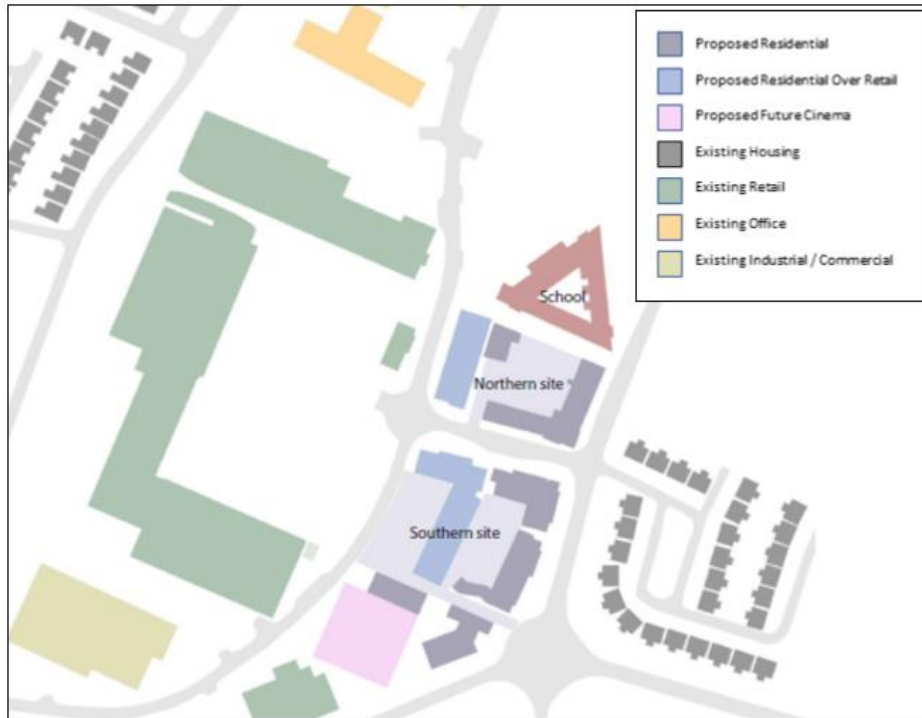 Proposed Residential
Proposed Residential Over Retail
Proposed Future Cinema
Existing Housing
Existing Retail
Existing Office
Existing Industrial / Commercial
School
Northern site
Southern site